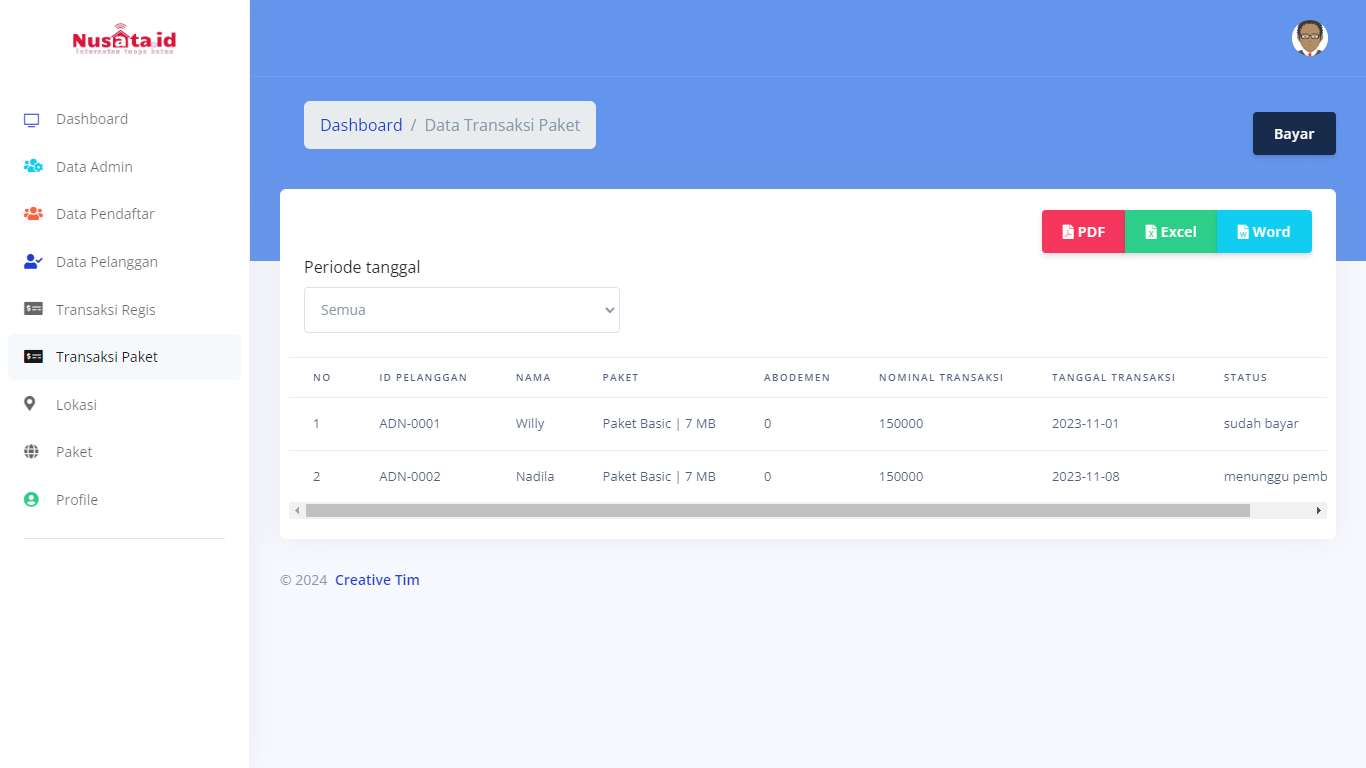 Nusata.id
Dashboard
Data Admin
Data Pendaftar
Data Pelanggan
Transaksi Regis
Transaksi Paket
Lokasi
Paket
Profile
Dashboard / Data Transaksi Paket
Bayar
PDF Excel Word
Periode tanggal
Semua
NO ID PELANGGAN NAMA PAKET ABODEMEN NOMINAL TRANSAKSI TANGGAL TRANSAKSI STATUS
1 ADN-0001 Willy Paket Basic | 7 MB 0 150000 2023-11-01 sudah bayar
2 ADN-0002 Nadila Paket Basic | 7 MB 0 150000 2023-11-08 menunggu pemb
© 2024 Creative Tim